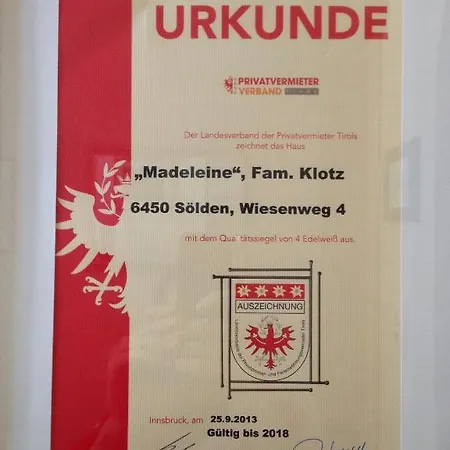 URKUNDE
PRIVATVERMIETER
VERBAND TIROL
Der Landesverband der Privatvermieter Tirols
zeichnet das Haus
„Madeleine“, Fam. Klotz
6450 Sölden, Wiesenweg 4
mit dem Qualitätssiegel von 4 Edelweiß aus.
AUSZEICHNUNG
Innsbruck, am 25.9.2013
Gültig bis 2018